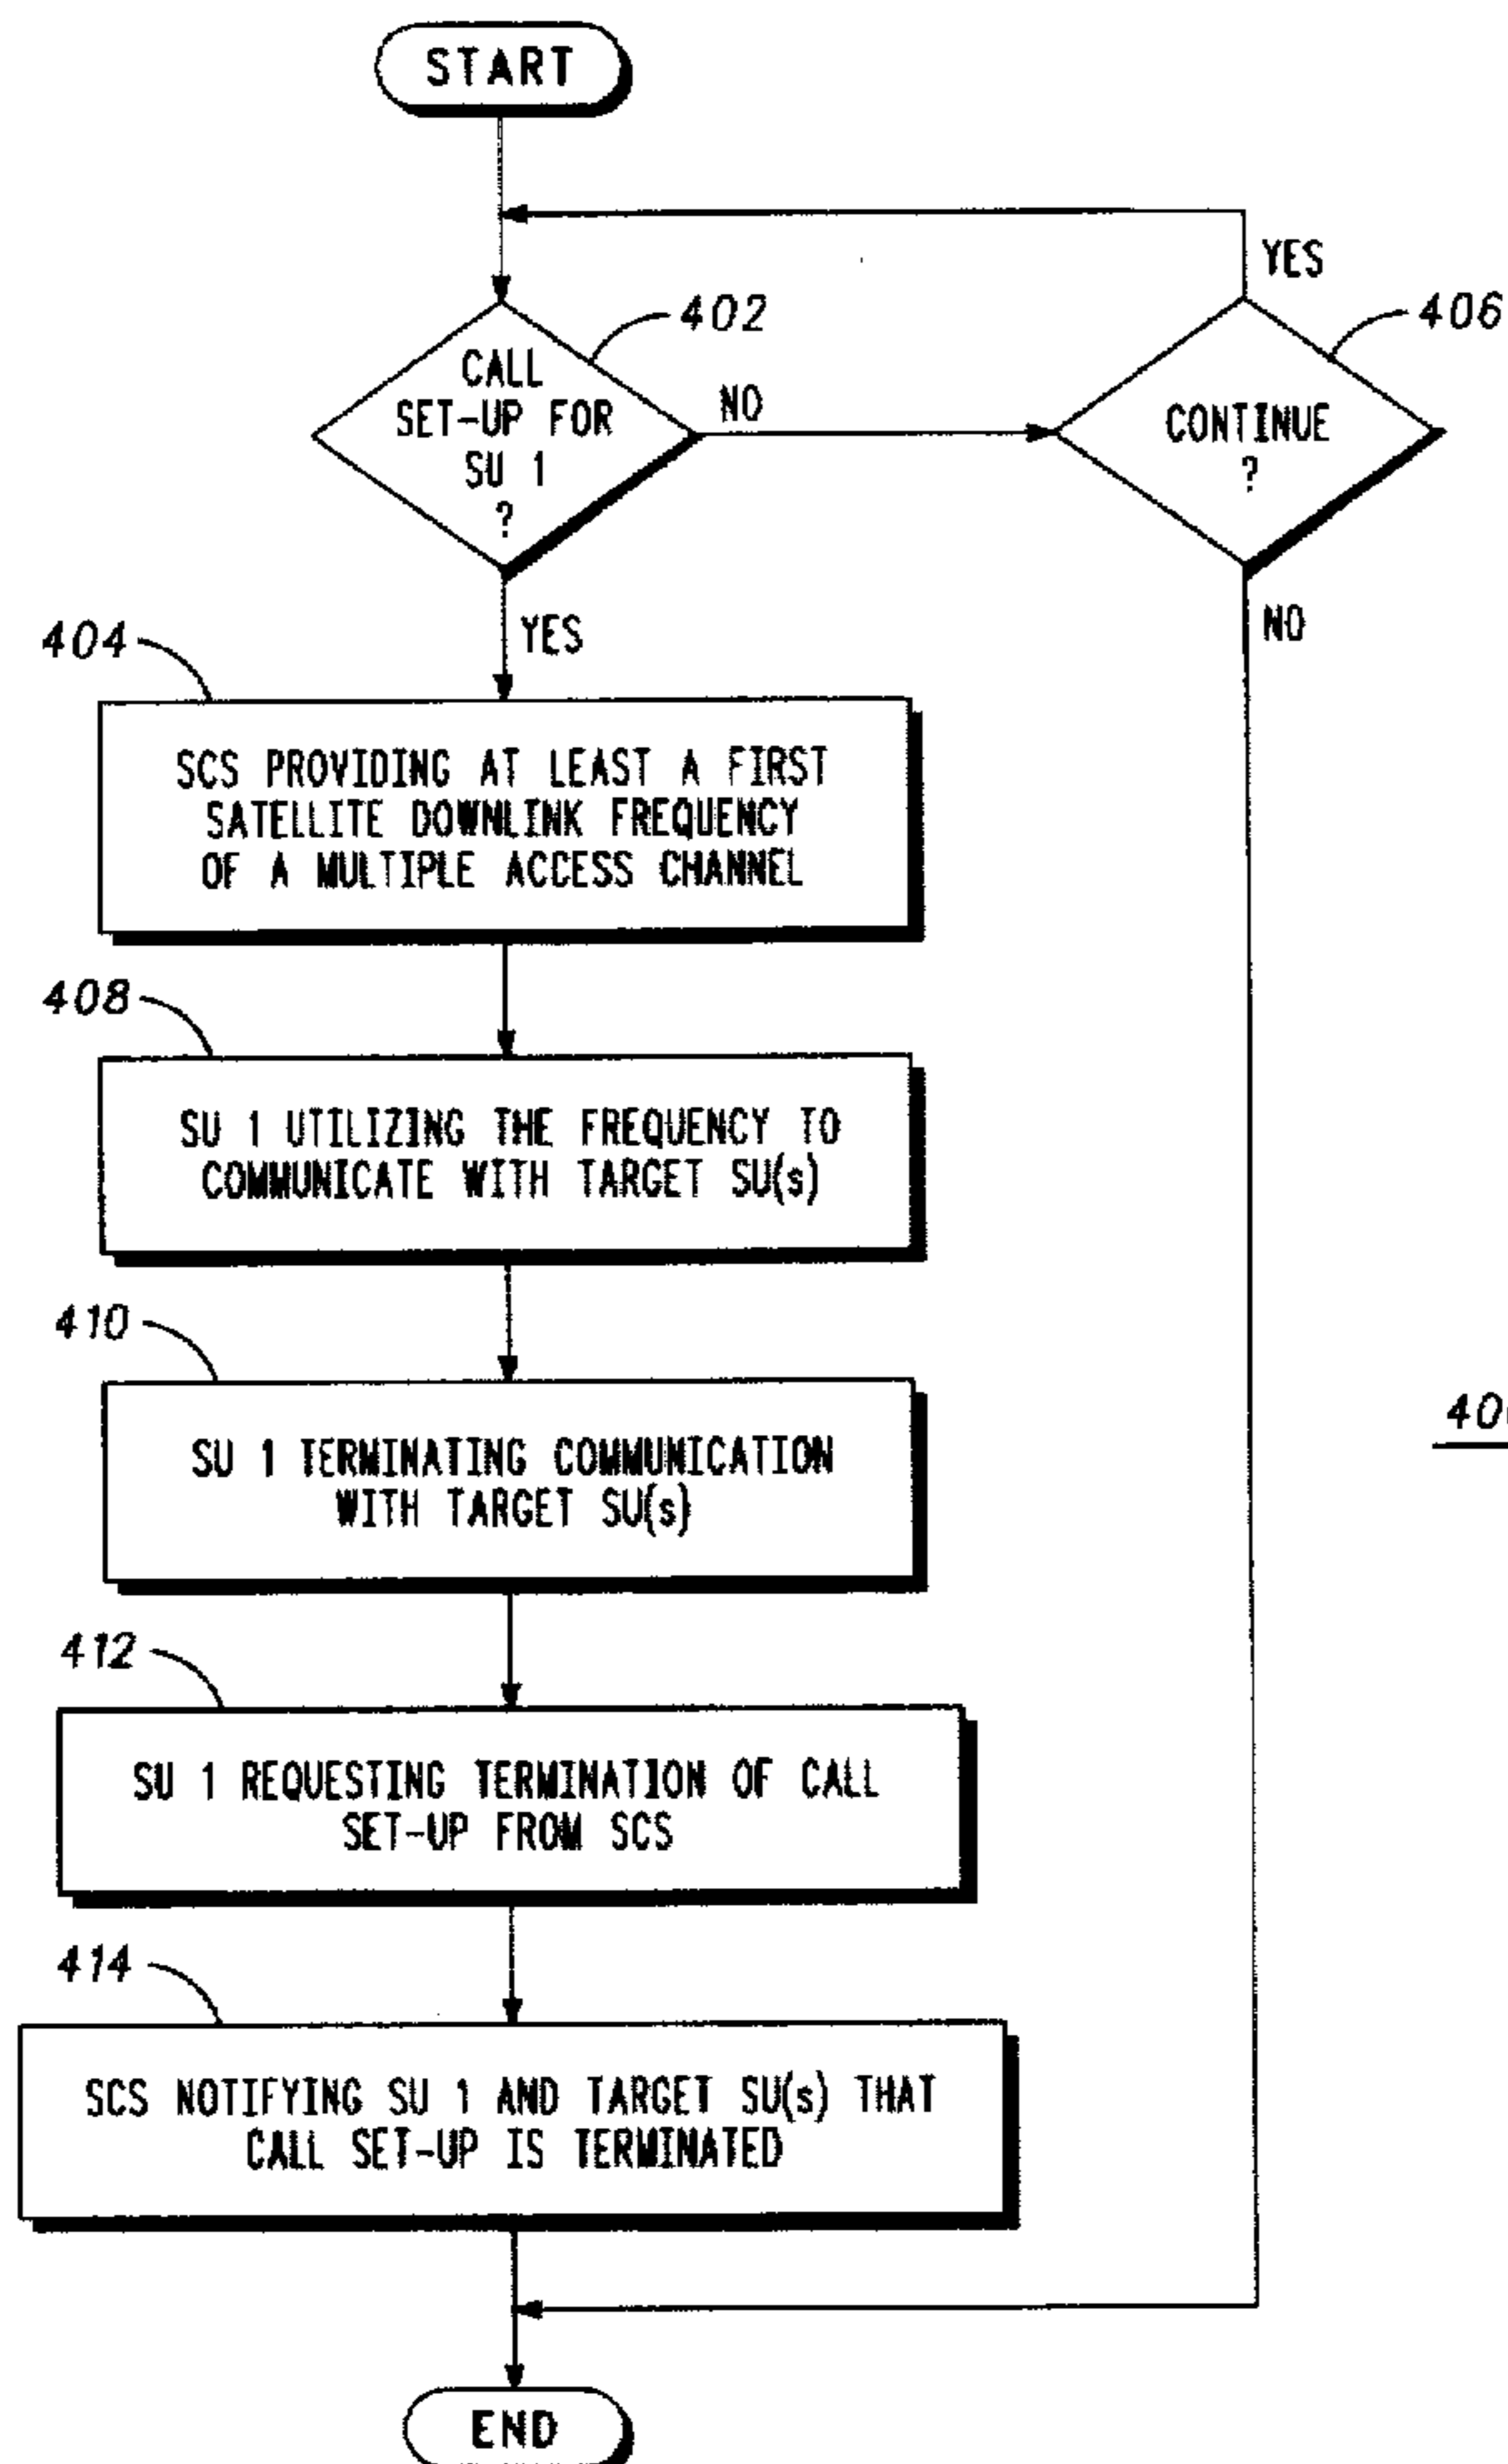 START
YES
402
406
CALL
SET-UP FOR
SU 1
?
NO
CONTINUE
?
YES
NO
404
SCS PROVIDING AT LEAST A FIRST
SATELLITE DOWNLINK FREQUENCY
OF A MULTIPLE ACCESS CHANNEL
408
SU 1 UTILIZING THE FREQUENCY TO
COMMUNICATE WITH TARGET SU(s)
410
SU 1 TERMINATING COMMUNICATION
WITH TARGET SU(s)
412
SU 1 REQUESTING TERMINATION OF CALL
SET-UP FROM SCS
414
SCS NOTIFYING SU 1 AND TARGET SU(s) THAT
CALL SET-UP IS TERMINATED
END